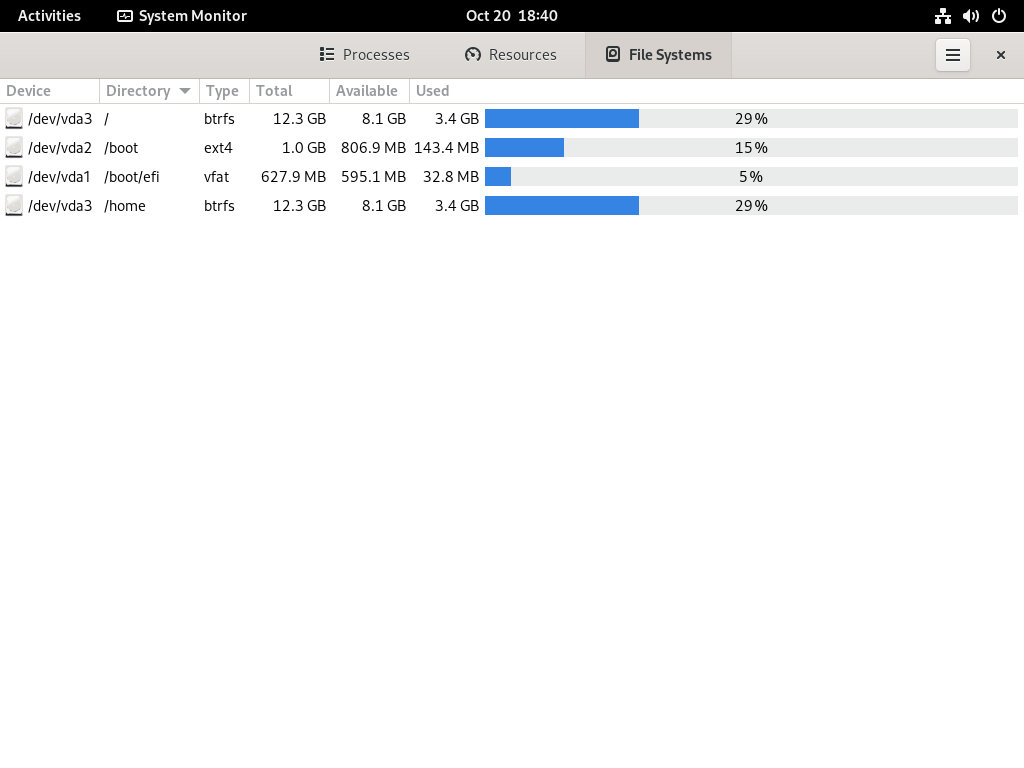 Activities System Monitor Oct 20 18:40
Processes Resources File Systems
Device Directory Type Total Available Used
/dev/vda3 / btrfs 12.3 GB 8.1 GB 3.4 GB 29%
/dev/vda2 /boot ext4 1.0 GB 806.9 MB 143.4 MB 15%
/dev/vda1 /boot/efi vfat 627.9 MB 595.1 MB 32.8 MB 5%
/dev/vda3 /home btrfs 12.3 GB 8.1 GB 3.4 GB 29%